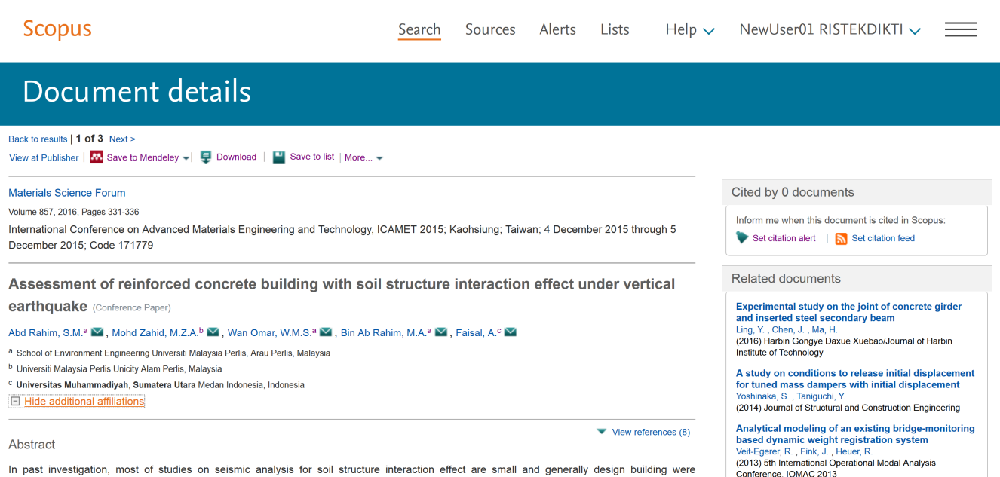 Scopus
Search Sources Alerts Lists Help NewUser01 RISTEKDIKTI
Document details
Back to results | 1 of 3 Next >
View at Publisher | Save to Mendeley | Download | Save to list | More...
Materials Science Forum
Volume 857, 2016, Pages 331-336
International Conference on Advanced Materials Engineering and Technology, ICAMET 2015; Kaohsiung; Taiwan; 4 December 2015 through 5
December 2015; Code 171779
Assessment of reinforced concrete building with soil structure interaction effect under vertical
earthquake (Conference Paper)
Abd Rahim, S.M.a , Mohd Zahid, M.Z.A.b , Wan Omar, W.M.S.a , Bin Ab Rahim, M.A.a , Faisal, A.c
a School of Environment Engineering Universiti Malaysia Perlis, Arau Perlis, Malaysia
b Universiti Malaysia Perlis Unicity Alam Perlis, Malaysia
c Universitas Muhammadiyah, Sumatera Utara Medan Indonesia, Indonesia
Hide additional affiliations
View references (8)
Abstract
In past investigation, most of studies on seismic analysis for soil structure interaction effect are small and generally design building were
Cited by 0 documents
Inform me when this document is cited in Scopus:
Set citation alert | Set citation feed
Related documents
Experimental study on the joint of concrete girder
and inserted steel secondary beam
Ling, Y. , Chen, J. , Ma, H.
(2016) Harbin Gongye Daxue Xuebao/Journal of Harbin
Institute of Technology
A study on conditions to release initial displacement
for tuned mass dampers with initial displacement
Yoshinaka, S. , Taniguchi, Y.
(2014) Journal of Structural and Construction Engineering
Analytical modeling of an existing bridge-monitoring
based dynamic weight registration system
Veit-Egerer, R. , Fink, J. , Heuer, R.
(2013) 5th International Operational Modal Analysis
Conference, IOMAC 2013